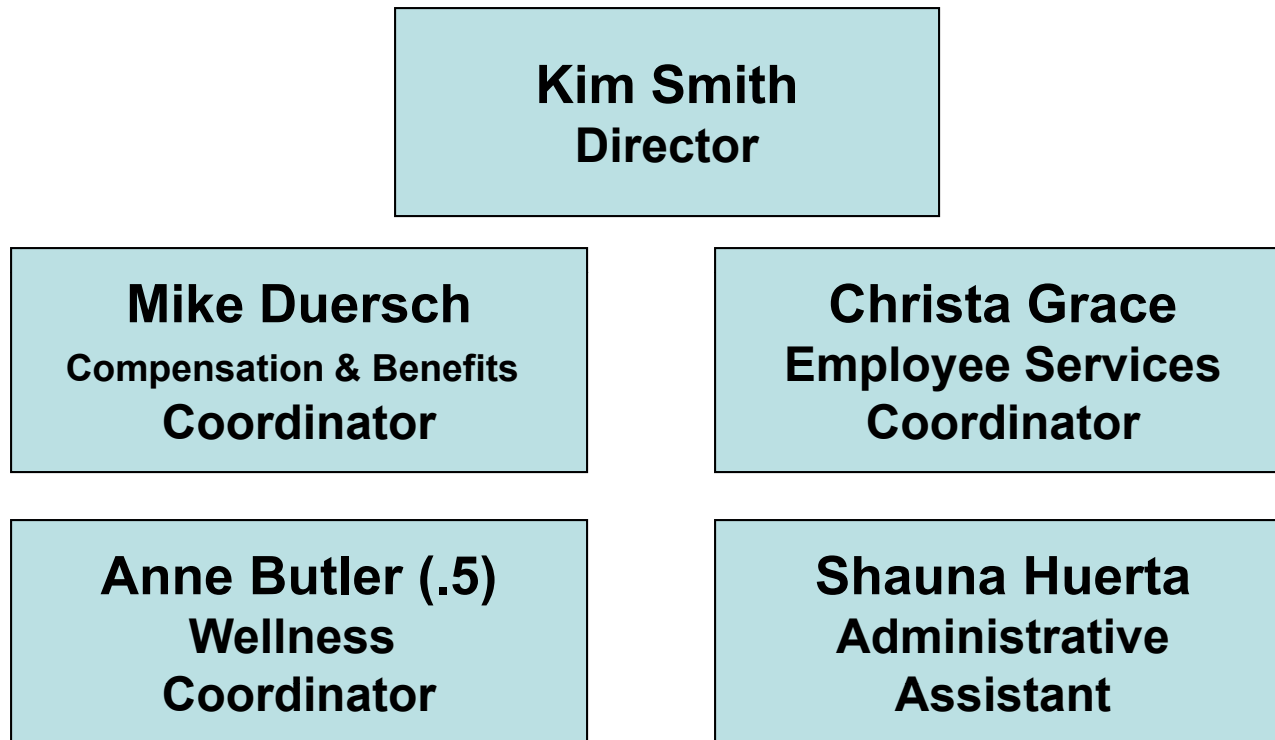 Kim Smith
Director
Mike Duersch
Compensation & Benefits
Coordinator
Christa Grace
Employee Services
Coordinator
Anne Butler (.5)
Wellness
Coordinator
Shauna Huerta
Administrative
Assistant